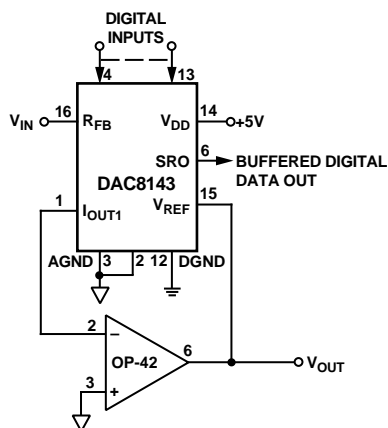 DIGITAL
INPUTS
4 13
16 14
V_IN R_FB V_DD +5V
6
SRO BUFFERED DIGITAL
DATA OUT
DAC8143
1 15
I_OUT1 V_REF
AGND 3 2 12 DGND
2 –
OP-42 6 V_OUT
3 +